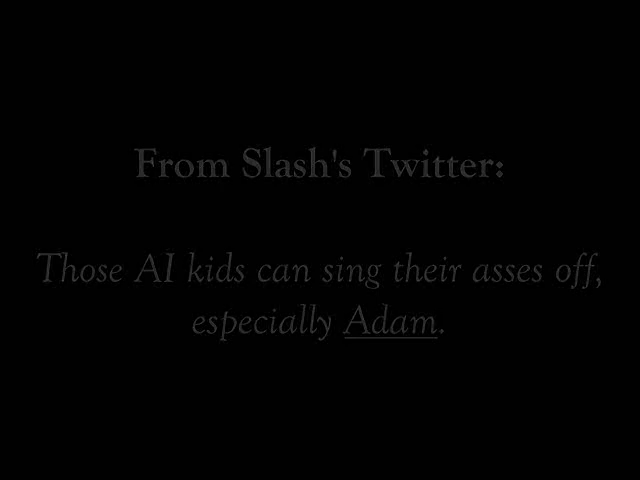 From Slash's Twitter:
Those AI kids can sing their asses off,
especially Adam.